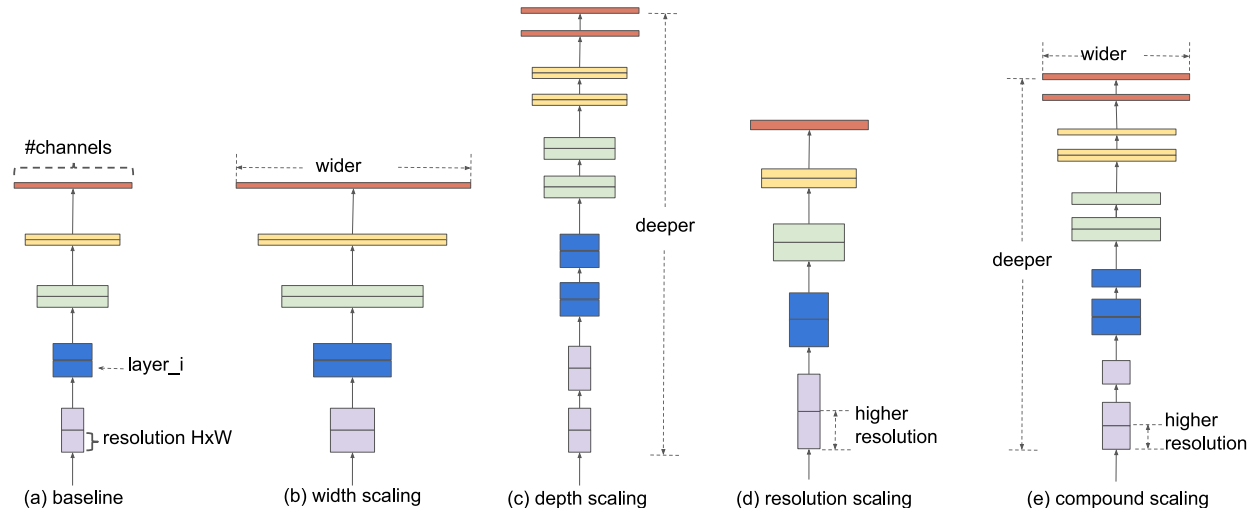 #channels
layer_i
resolution HxW
(a) baseline
wider
(b) width scaling
deeper
(c) depth scaling
higher
resolution
(d) resolution scaling
wider
deeper
higher
resolution
(e) compound scaling